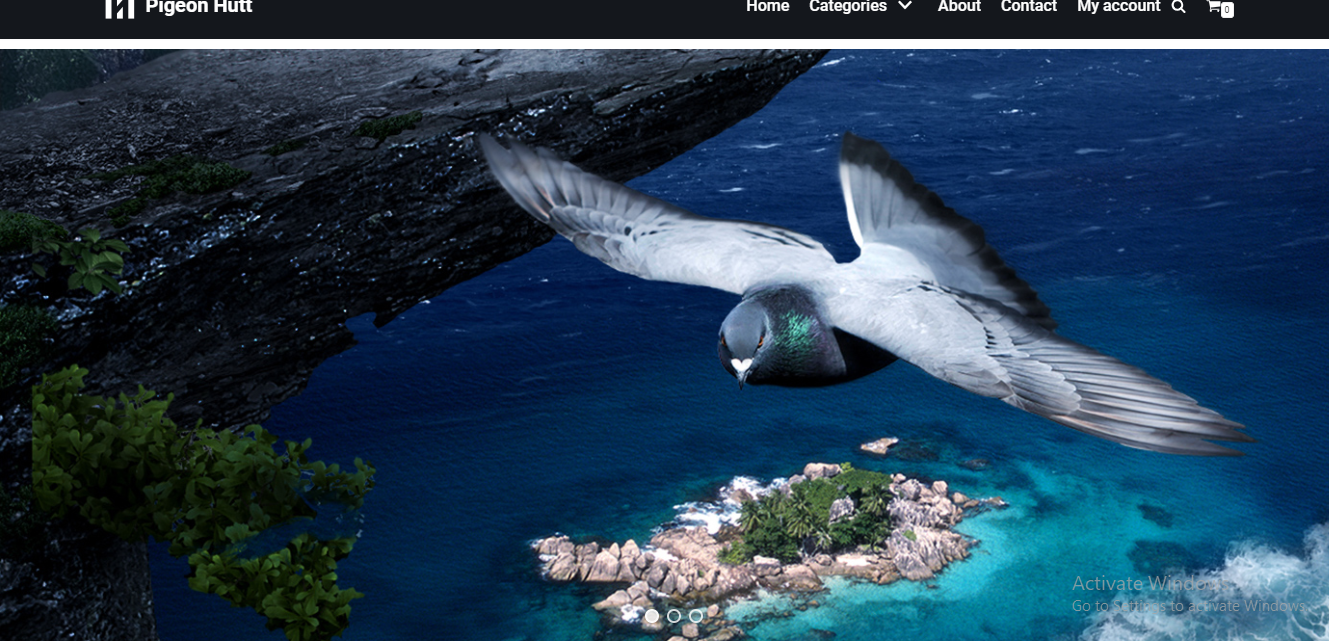 Pigeon Hutt
Home Categories About Contact My account 0
Activate Windows
Go to Settings to activate Windows.